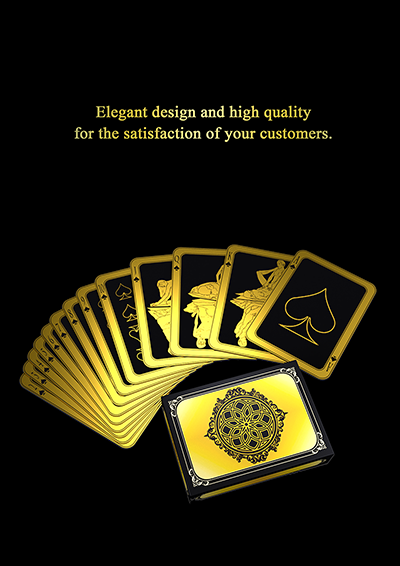 Elegant design and high quality
for the satisfaction of your customers.